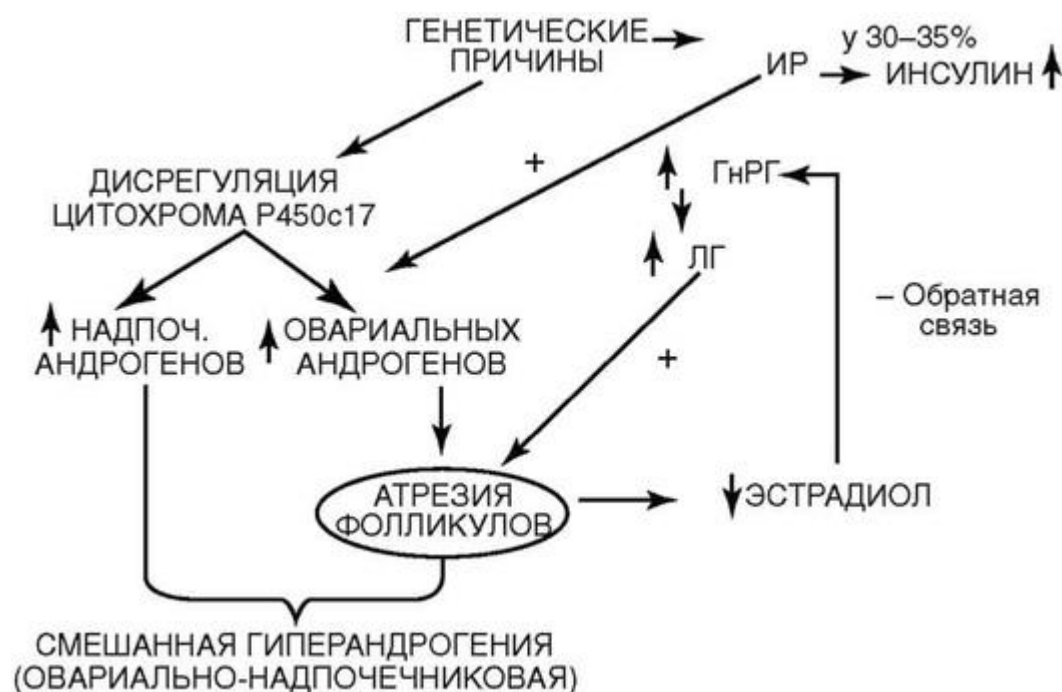 ГЕНЕТИЧЕСКИЕ
ПРИЧИНЫ
у 30–35%
ИР
ИНСУЛИН
+
ГнРГ
ДИСРЕГУЛЯЦИЯ
ЦИТОХРОМА Р450с17
ЛГ
– Обратная
связь
НАДПОЧ.
АНДРОГЕНОВ
ОВАРИАЛЬНЫХ
АНДРОГЕНОВ
+
АТРЕЗИЯ
ФОЛЛИКУЛОВ
ЭСТРАДИОЛ
СМЕШАННАЯ ГИПЕРАНДРОГЕНИЯ
(ОВАРИАЛЬНО-НАДПОЧЕЧНИКОВАЯ)